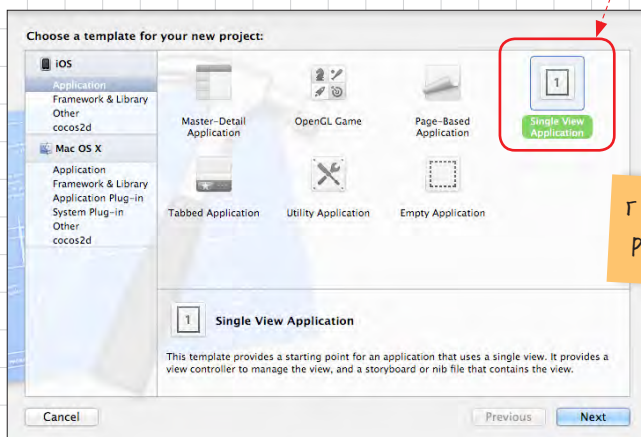 Choose a template for your new project:
iOS
Application
Framework & Library
Other
cocos2d
Mac OS X
Application
Framework & Library
Application Plug-in
System Plug-in
Other
cocos2d
Master-Detail
Application
OpenGL Game
Page-Based
Application
1
Single View
Application
Tabbed Application
Utility Application
Empty Application
1
Single View Application
This template provides a starting point for an application that uses a single view. It provides a
view controller to manage the view, and a storyboard or nib file that contains the view.
Cancel
Previous
Next